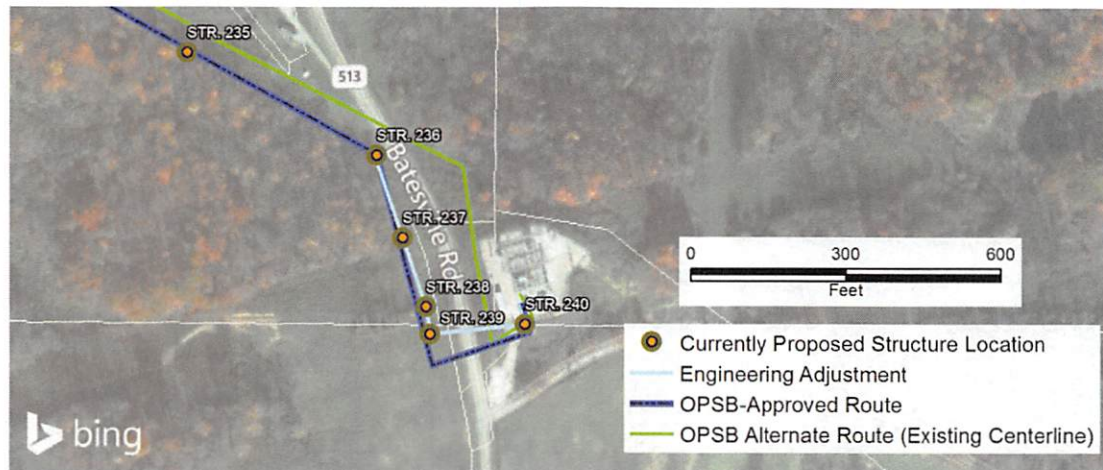 STR. 235
513
STR. 236
Batesville Rd
STR. 237
STR. 238
STR. 239
STR. 240
0 300 600
Feet
Currently Proposed Structure Location
Engineering Adjustment
OPSB-Approved Route
OPSB Alternate Route (Existing Centerline)
bing